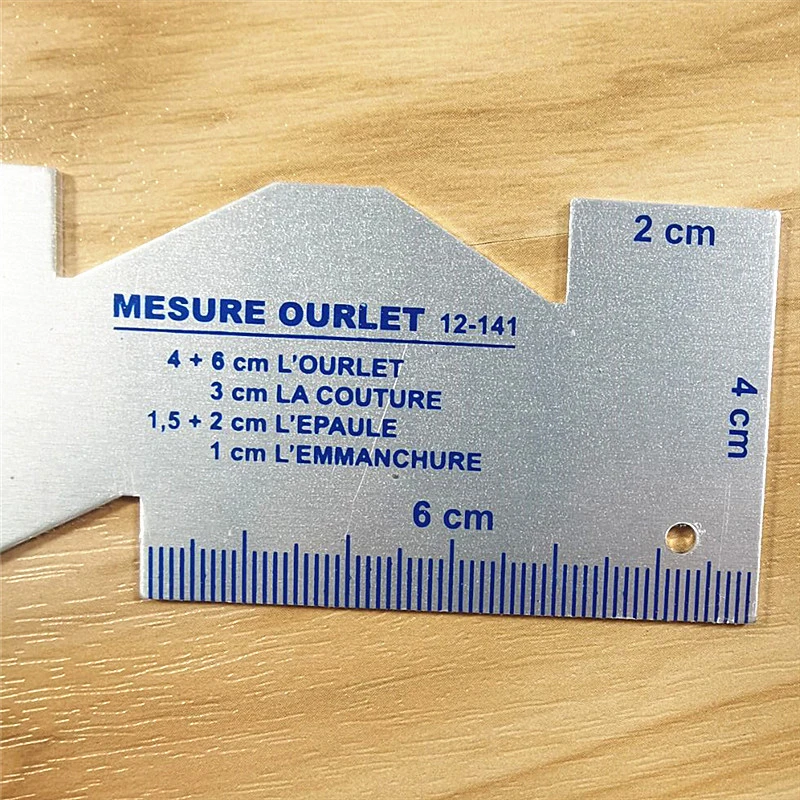 2 cm
MESURE OURLET 12-141
4 + 6 cm L'OURLET
3 cm LA COUTURE
1,5 + 2 cm L'EPAULE
1 cm L'EMMANCHURE
4 cm
6 cm